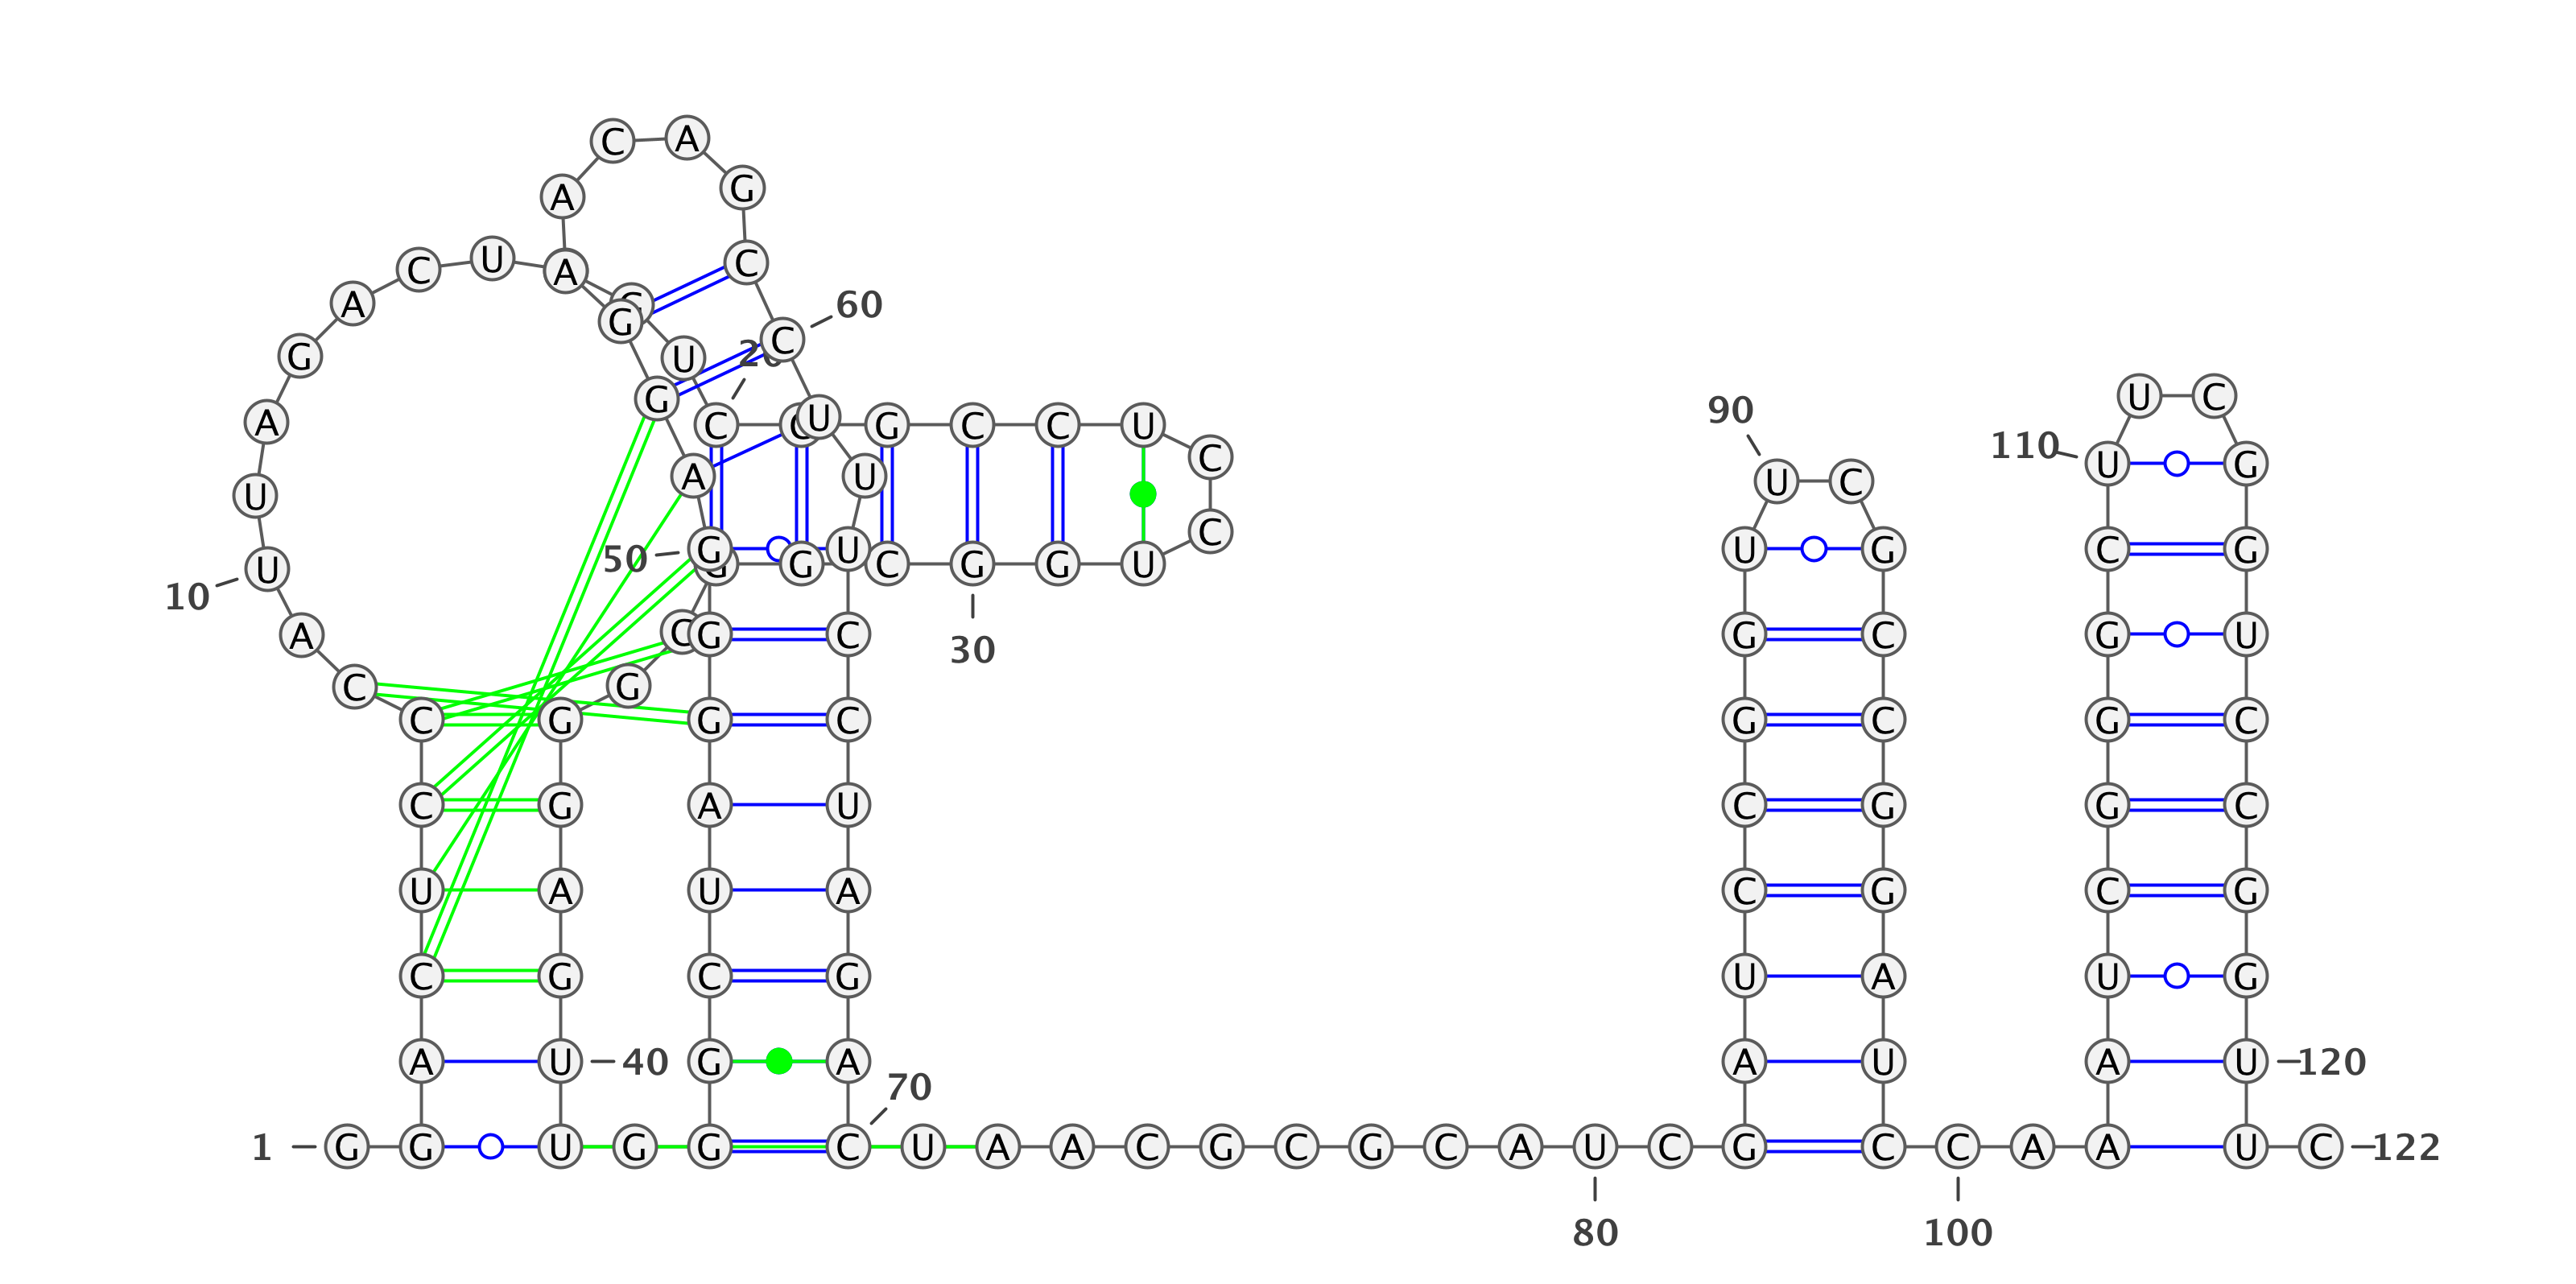 C A
A G
C U A C
A G 60
C
G U 20
G U C
90
A C U G C C U
110 U G
C
A U U C
U
C
50 G U U G C G
G C G G U
10 U
A C G C G C G U
30
C G
C G G C G C G C
C G A U C G G C
U A U A C G C G
C G C G U A U G
A U 40 G A A U A U 120
70
1 G G U G G C U A A C G C G C A U C G C C A A U C 122
80 100